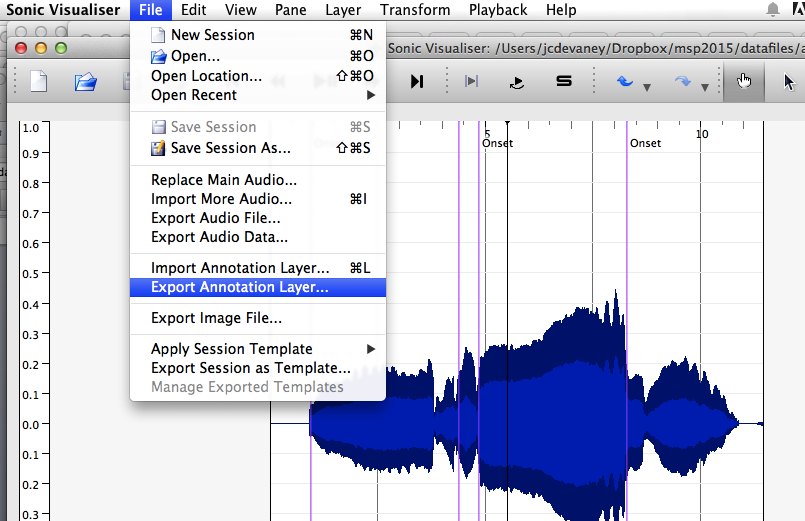 Sonic Visualiser File Edit View Pane Layer Transform Playback Help
Sonic Visualiser: /Users/jcdevaney/Dropbox/msp2015/datafiles/a
New Session ⌘N
Open... ⌘O
Open Location... ⇧⌘O
Open Recent ▶
Save Session ⌘S
Save Session As... ⇧⌘S
Replace Main Audio...
Import More Audio... ⌘I
Export Audio File...
Export Audio Data...
Import Annotation Layer... ⌘L
Export Annotation Layer...
Export Image File...
Apply Session Template ▶
Export Session as Template...
Manage Exported Templates
5 10
Onset Onset
1.0
0.9
0.8
0.7
0.6
0.5
0.4
0.3
0.2
0.1
0.0
0.1
0.2
0.3